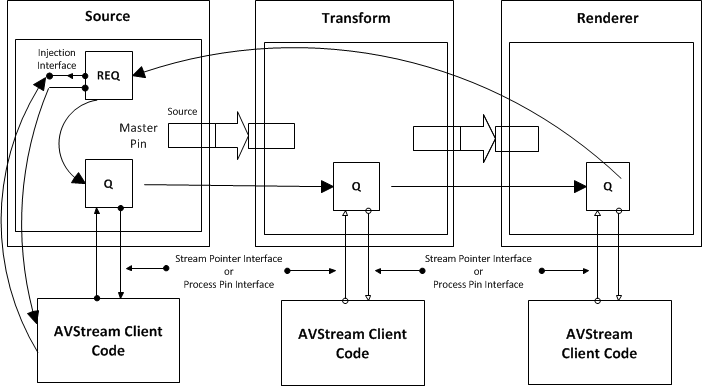 Source
Transform
Renderer
Injection
Interface
REQ
Source
Master
Pin
Q
Q
Q
Stream Pointer Interface
or
Process Pin Interface
Stream Pointer Interface
or
Process Pin Interface
AVStream Client
Code
AVStream Client
Code
AVStream
Client Code